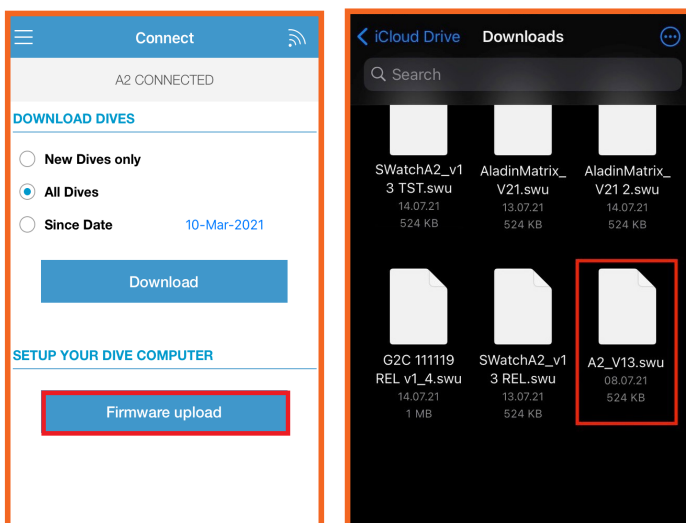 Connect
A2 CONNECTED
DOWNLOAD DIVES
New Dives only
All Dives
Since Date 10-Mar-2021
Download
SETUP YOUR DIVE COMPUTER
Firmware upload
iCloud Drive Downloads
Search
SWatchA2_v1
3 TST.swu
14.07.21
524 KB
AladinMatrix_
V21.swu
13.07.21
524 KB
AladinMatrix_
V21 2.swu
14.07.21
524 KB
G2C 111119
REL v1_4.swu
14.07.21
1 MB
SWatchA2_v1
3 REL.swu
13.07.21
524 KB
A2_V13.swu
08.07.21
524 KB